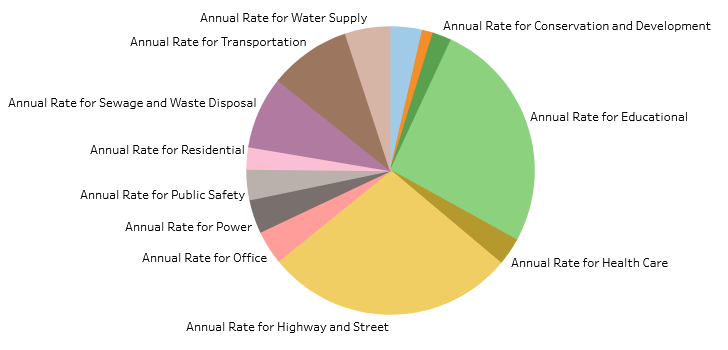 Annual Rate for Water Supply
Annual Rate for Conservation and Development
Annual Rate for Transportation
Annual Rate for Sewage and Waste Disposal
Annual Rate for Educational
Annual Rate for Residential
Annual Rate for Public Safety
Annual Rate for Power
Annual Rate for Office
Annual Rate for Health Care
Annual Rate for Highway and Street